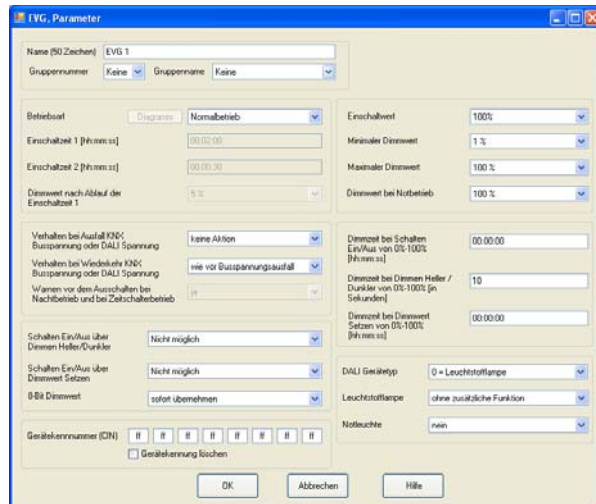 EVG, Parameter
Name (50 Zeichen) EVG 1
Gruppennummer Keine Gruppenname Keine
Betriebsart Diagramm Normalbetrieb
Einschaltzeit 1 [hh:mm:ss] 00:02:00
Einschaltzeit 2 [hh:mm:ss] 00:00:30
Dimmwert nach Ablauf der
Einschaltzeit 1 5 %
Einschaltwert 100%
Minimaler Dimmwert 1 %
Maximaler Dimmwert 100 %
Dimmwert bei Notbetrieb 100 %
Verhalten bei Ausfall KNX
Busspannung oder DALI Spannung keine Aktion
Verhalten bei Wiederkehr KNX
Busspannung oder DALI Spannung wie vor Busspannungsausfall
Warnen vor dem Ausschalten bei
Nachtbetrieb und bei Zeitschalterbetrieb ja
Dimmzeit bei Schalten
Ein/Aus von 0%-100%
[hh:mm:ss] 00:00:00
Dimmzeit bei Dimmen Heller /
Dunkler von 0%-100% [in
Sekunden] 10
Dimmzeit bei Dimmwert
Setzen von 0%-100%
[hh:mm:ss] 00:00:00
Schalten Ein/Aus über
Dimmen Heller/Dunkler Nicht möglich
Schalten Ein/Aus über
Dimmwert Setzen Nicht möglich
8-Bit Dimmwert sofort übernehmen
DALI Gerätetyp 0 = Leuchtstofflampe
Leuchtstofflampe ohne zusätzliche Funktion
Notleuchte nein
Gerätekennnummer (CIN) ff ff ff ff ff ff ff ff
Gerätekennung löschen
OK Abbrechen Hilfe